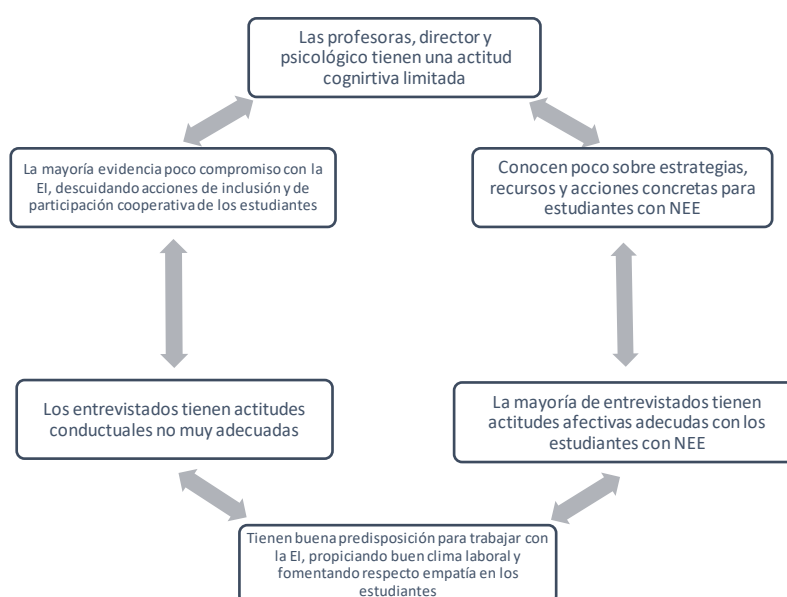 Las profesoras, director y
psicológico tienen una actitud
cognirtiva limitada
La mayoría evidencia poco compromiso con la
EI, descuidando acciones de inclusión y de
participación cooperativa de los estudiantes
Conocen poco sobre estrategias,
recursos y acciones concretas para
estudiantes con NEE
Los entrevistados tienen actitudes
conductuales no muy adecuadas
La mayoría de entrevistados tienen
actitudes afectivas adecudas con los
estudiantes con NEE
Tienen buena predisposición para trabajar con
la EI, propiciando buen clima laboral y
fomentando respecto empatía en los
estudiantes